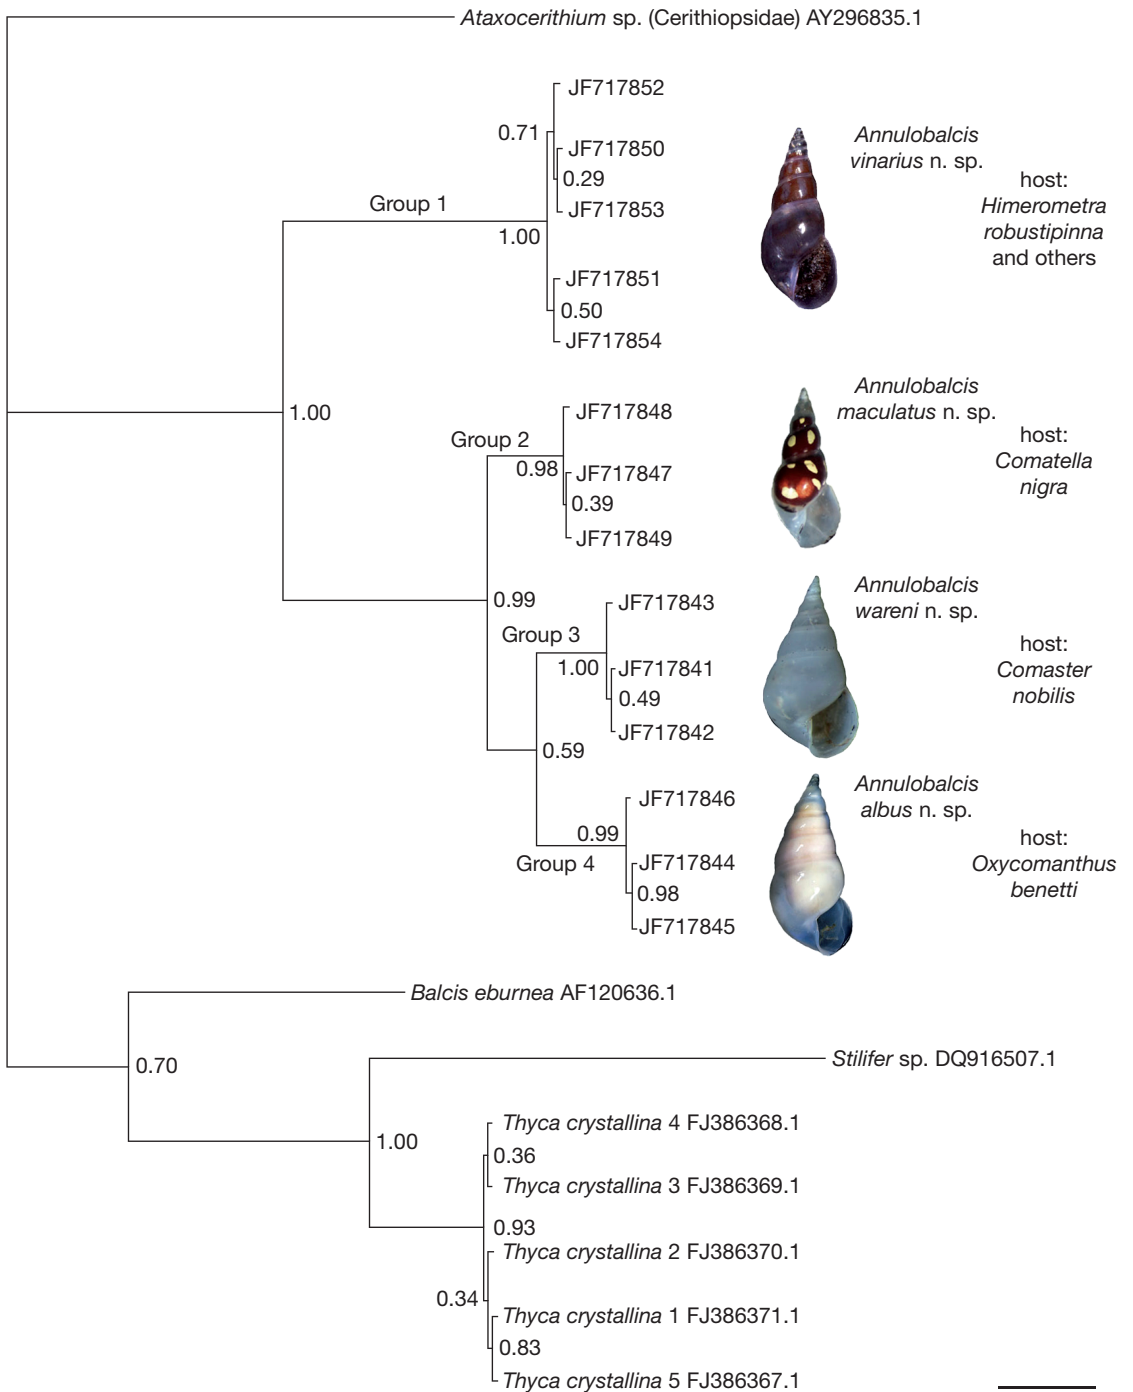 Ataxocerithium sp. (Cerithiopsidae) AY296835.1
JF717852
0.71
JF717850
0.29
JF717853
Group 1
1.00
JF717851
0.50
JF717854
Annulobalcis
vinarius n. sp.
host:
Himerometra
robustipinna
and others
1.00
JF717848
Group 2
0.98
JF717847
0.39
JF717849
Annulobalcis
maculatus n. sp.
host:
Comatella
nigra
0.99
JF717843
Group 3
1.00
JF717841
0.49
JF717842
Annulobalcis
wareni n. sp.
host:
Comaster
nobilis
0.59
JF717846
0.99
Group 4
JF717844
0.98
JF717845
Annulobalcis
albus n. sp.
host:
Oxycomanthus
benetti
Balcis eburnea AF120636.1
0.70
Stilifer sp. DQ916507.1
1.00
Thyca crystallina 4 FJ386368.1
0.36
Thyca crystallina 3 FJ386369.1
0.93
Thyca crystallina 2 FJ386370.1
0.34
Thyca crystallina 1 FJ386371.1
0.83
Thyca crystallina 5 FJ386367.1